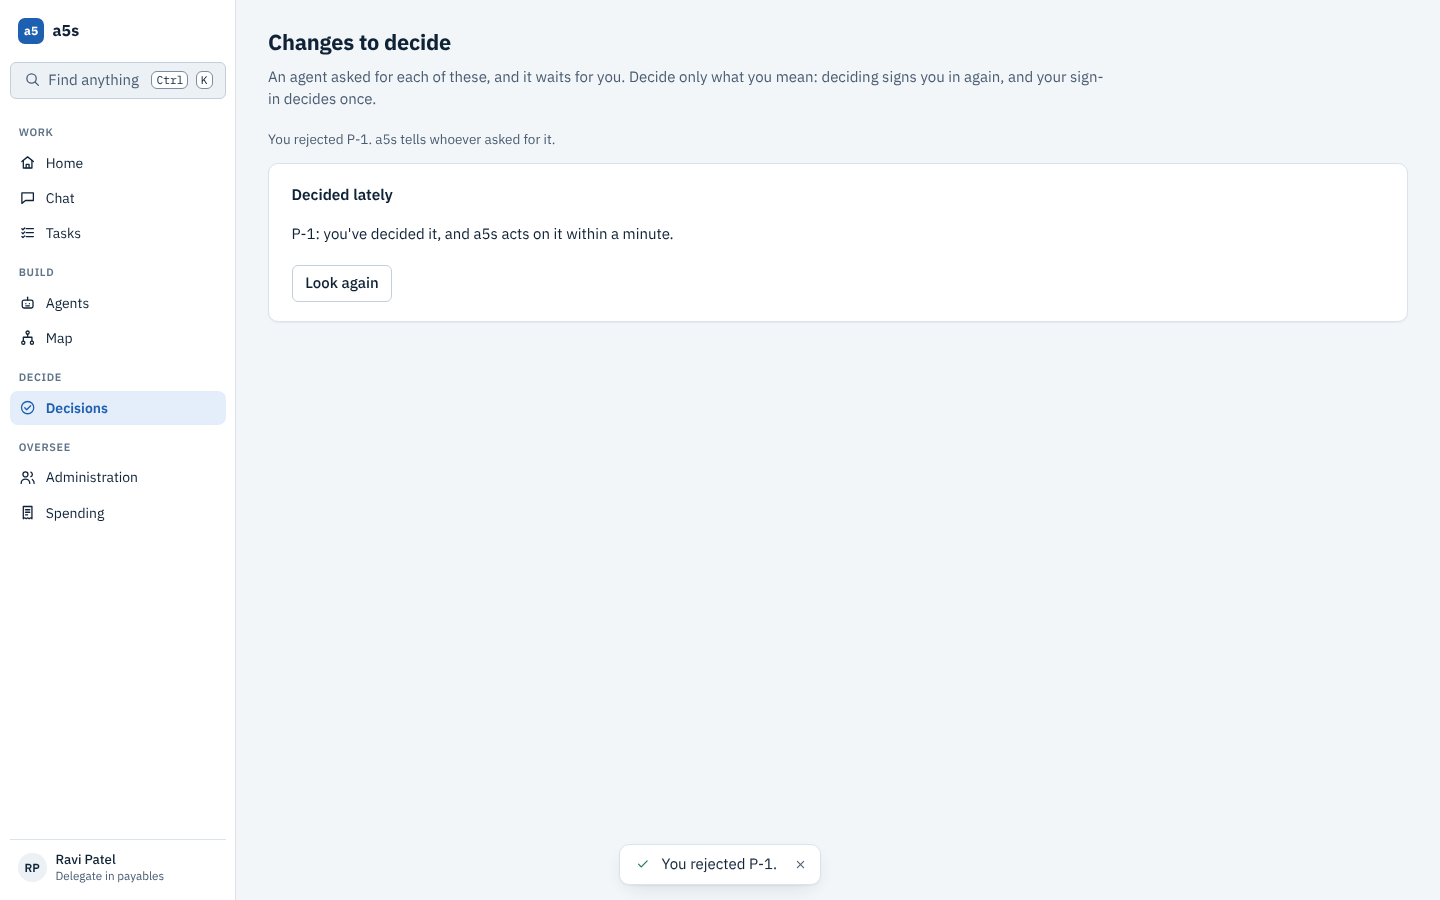 a5 a5s
Find anything Ctrl K
WORK
Home
Chat
Tasks
BUILD
Agents
Map
DECIDE
Decisions
OVERSEE
Administration
Spending
RP Ravi Patel
Delegate in payables
Changes to decide
An agent asked for each of these, and it waits for you. Decide only what you mean: deciding signs you in again, and your sign-
in decides once.
You rejected P-1. a5s tells whoever asked for it.
Decided lately
P-1: you've decided it, and a5s acts on it within a minute.
Look again
You rejected P-1.